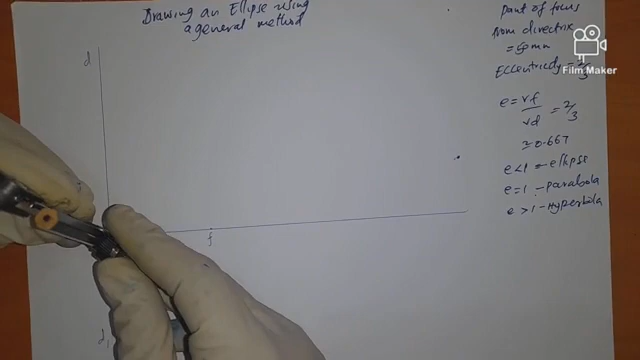 Drawing an Ellipse using
a general method
d
f
d1
point of focus
from directrix
= 50mm
Eccentricity = 2/3
Film Maker
e = vf/vd = 2/3
= 0.667
e<1 = ellipse
e=1 - parabola
e>1 - Hyperbola